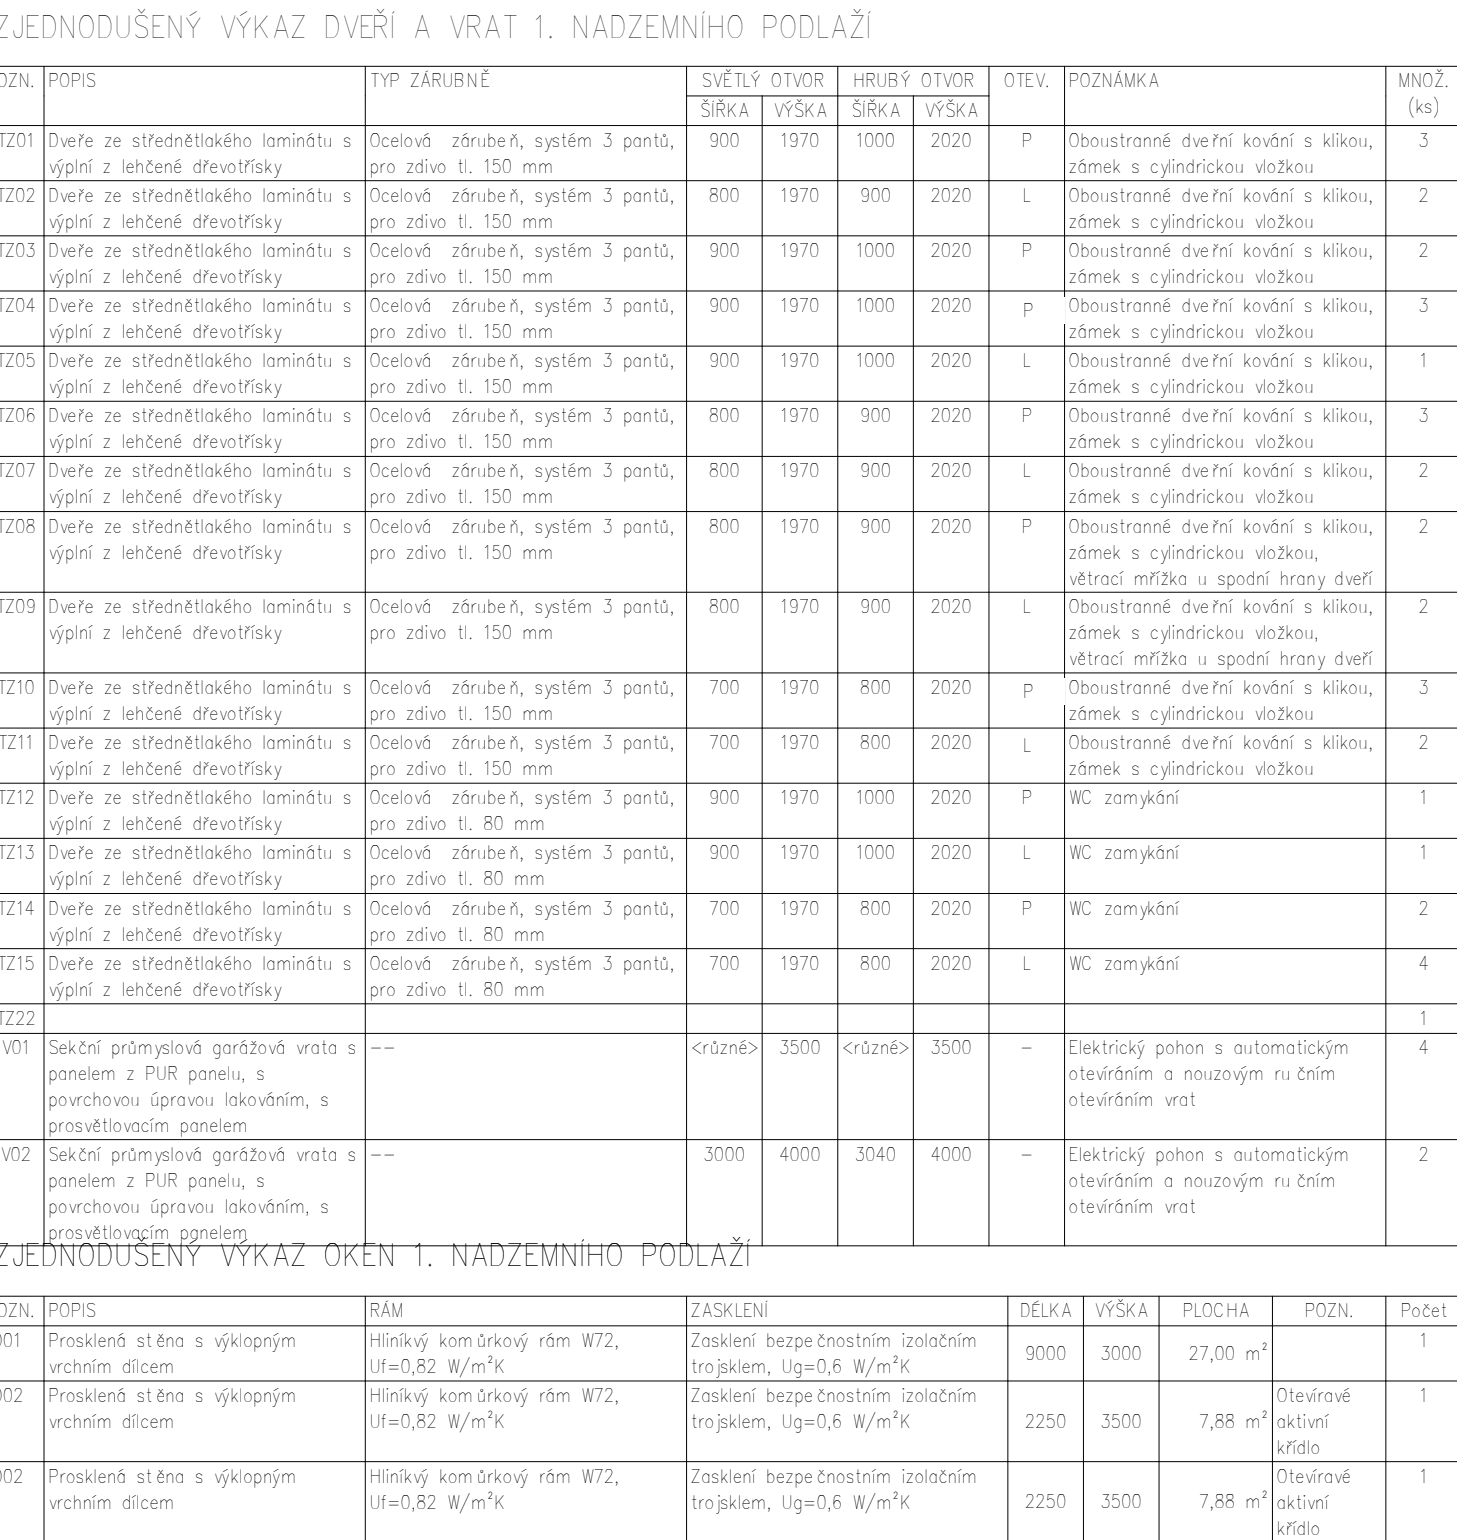 ZJEDNODUŠENÝ VÝKAZ DVEŘÍ A VRAT 1. NADZEMNÍHO PODLAŽÍ
OZN. POPIS TYP ZÁRUBNĚ SVĚTLÝ OTVOR HRUBÝ OTVOR OTEV. POZNÁMKA MNOŽ.
ŠÍŘKA VÝŠKA ŠÍŘKA VÝŠKA (ks)
TZ01 Dveře ze střednětlakého laminátu s Ocelová zárubeň, systém 3 pantů, 900 1970 1000 2020 P Oboustranné dveřní kování s klikou, 3
výplní z lehčené dřevotřísky pro zdivo tl. 150 mm zámek s cylindrickou vložkou
TZ02 Dveře ze střednětlakého laminátu s Ocelová zárubeň, systém 3 pantů, 800 1970 900 2020 L Oboustranné dveřní kování s klikou, 2
výplní z lehčené dřevotřísky pro zdivo tl. 150 mm zámek s cylindrickou vložkou
TZ03 Dveře ze střednětlakého laminátu s Ocelová zárubeň, systém 3 pantů, 900 1970 1000 2020 P Oboustranné dveřní kování s klikou, 2
výplní z lehčené dřevotřísky pro zdivo tl. 150 mm zámek s cylindrickou vložkou
TZ04 Dveře ze střednětlakého laminátu s Ocelová zárubeň, systém 3 pantů, 900 1970 1000 2020 P Oboustranné dveřní kování s klikou, 3
výplní z lehčené dřevotřísky pro zdivo tl. 150 mm zámek s cylindrickou vložkou
TZ05 Dveře ze střednětlakého laminátu s Ocelová zárubeň, systém 3 pantů, 900 1970 1000 2020 L Oboustranné dveřní kování s klikou, 1
výplní z lehčené dřevotřísky pro zdivo tl. 150 mm zámek s cylindrickou vložkou
TZ06 Dveře ze střednětlakého laminátu s Ocelová zárubeň, systém 3 pantů, 800 1970 900 2020 P Oboustranné dveřní kování s klikou, 3
výplní z lehčené dřevotřísky pro zdivo tl. 150 mm zámek s cylindrickou vložkou
TZ07 Dveře ze střednětlakého laminátu s Ocelová zárubeň, systém 3 pantů, 800 1970 900 2020 L Oboustranné dveřní kování s klikou, 2
výplní z lehčené dřevotřísky pro zdivo tl. 150 mm zámek s cylindrickou vložkou
TZ08 Dveře ze střednětlakého laminátu s Ocelová zárubeň, systém 3 pantů, 800 1970 900 2020 P Oboustranné dveřní kování s klikou, 2
výplní z lehčené dřevotřísky pro zdivo tl. 150 mm zámek s cylindrickou vložkou,
větrací mřížka u spodní hrany dveří
TZ09 Dveře ze střednětlakého laminátu s Ocelová zárubeň, systém 3 pantů, 800 1970 900 2020 L Oboustranné dveřní kování s klikou, 2
výplní z lehčené dřevotřísky pro zdivo tl. 150 mm zámek s cylindrickou vložkou,
větrací mřížka u spodní hrany dveří
TZ10 Dveře ze střednětlakého laminátu s Ocelová zárubeň, systém 3 pantů, 700 1970 800 2020 P Oboustranné dveřní kování s klikou, 3
výplní z lehčené dřevotřísky pro zdivo tl. 150 mm zámek s cylindrickou vložkou
TZ11 Dveře ze střednětlakého laminátu s Ocelová zárubeň, systém 3 pantů, 700 1970 800 2020 L Oboustranné dveřní kování s klikou, 2
výplní z lehčené dřevotřísky pro zdivo tl. 150 mm zámek s cylindrickou vložkou
TZ12 Dveře ze střednětlakého laminátu s Ocelová zárubeň, systém 3 pantů, 900 1970 1000 2020 P WC zamykání 1
výplní z lehčené dřevotřísky pro zdivo tl. 80 mm
TZ13 Dveře ze střednětlakého laminátu s Ocelová zárubeň, systém 3 pantů, 900 1970 1000 2020 L WC zamykání 1
výplní z lehčené dřevotřísky pro zdivo tl. 80 mm
TZ14 Dveře ze střednětlakého laminátu s Ocelová zárubeň, systém 3 pantů, 700 1970 800 2020 P WC zamykání 2
výplní z lehčené dřevotřísky pro zdivo tl. 80 mm
TZ15 Dveře ze střednětlakého laminátu s Ocelová zárubeň, systém 3 pantů, 700 1970 800 2020 L WC zamykání 4
výplní z lehčené dřevotřísky pro zdivo tl. 80 mm
TZ22 1
V01 Sekční průmyslová garážová vrata s -- <různé> 3500 <různé> 3500 - Elektrický pohon s automatickým 4
panelem z PUR panelu, s otevíráním a nouzovým ručním
povrchovou úpravou lakováním, s otevíráním vrat
prosvětlovacím panelem
V02 Sekční průmyslová garážová vrata s -- 3000 4000 3040 4000 - Elektrický pohon s automatickým 2
panelem z PUR panelu, s otevíráním a nouzovým ručním
povrchovou úpravou lakováním, s otevíráním vrat
prosvětlovacím panelem
ZJEDNODUŠENÝ VÝKAZ OKEN 1. NADZEMNÍHO PODLAŽÍ
OZN. POPIS RÁM ZASKLENÍ DÉLKA VÝŠKA PLOCHA POZN. Počet
O01 Prosklená stěna s výklopným Hliníkvý komůrkový rám W72, Zasklení bezpečnostním izolačním 9000 3000 27,00 m² 1
vrchním dílcem Uf=0,82 W/m²K trojsklem, Ug=0,6 W/m²K
O02 Prosklená stěna s výklopným Hliníkvý komůrkový rám W72, Zasklení bezpečnostním izolačním Otevíravé 1
vrchním dílcem Uf=0,82 W/m²K trojsklem, Ug=0,6 W/m²K 2250 3500 7,88 m² aktivní
křídlo
O02 Prosklená stěna s výklopným Hliníkvý komůrkový rám W72, Zasklení bezpečnostním izolačním Otevíravé 1
vrchním dílcem Uf=0,82 W/m²K trojsklem, Ug=0,6 W/m²K 2250 3500 7,88 m² aktivní
křídlo